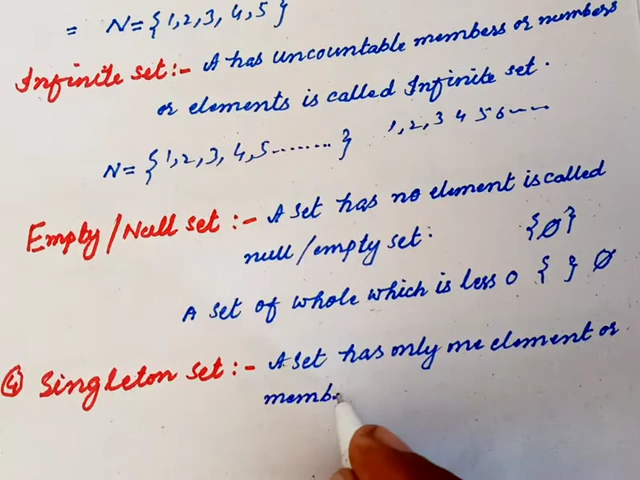 = N={1,2,3,4,5}
Infinite set:- A has uncountable members or numbers
or elements is called Infinite set.
N={1,2,3,4,5........} 1,2,3 4 5 6----
Empty/Null set:- A set has no element is called
null/empty set: {Ø}
A set of whole which is less 0 { } Ø
④ Singleton set:- A set has only one element or
membe